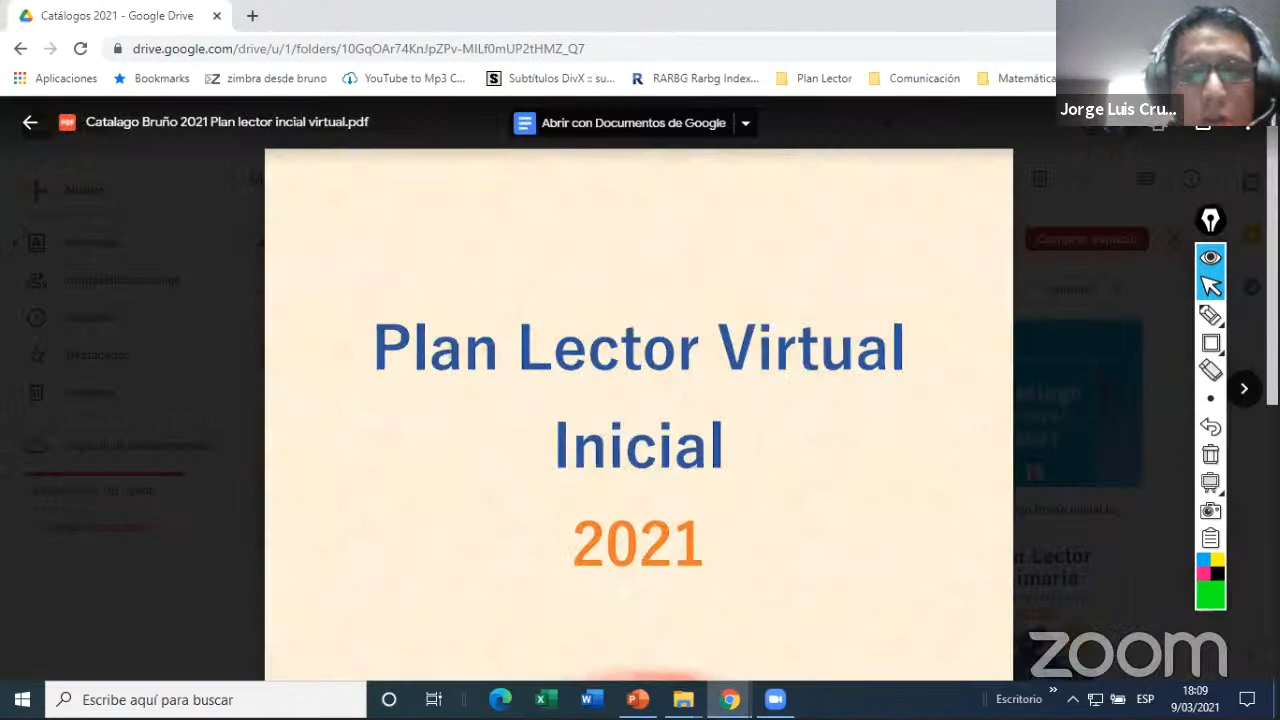 Catálogos 2021 - Google Drive
drive.google.com/drive/u/1/folders/10GqOAr74KnJpZPv-MILf0mUP2tHMZ_Q7
Aplicaciones
Bookmarks
zimbra desde bruno
YouTube to Mp3 C...
Subtítulos DivX :: su...
RARBG Rarbg Index...
Plan Lector
Comunicación
Matemática
Jorge Luis Cru...
Catalago Bruño 2021 Plan lector incial virtual.pdf
Abrir con Documentos de Google
Plan Lector Virtual
Inicial
2021
zoom
Escribe aquí para buscar
Escritorio
ESP
18:09
9/03/2021